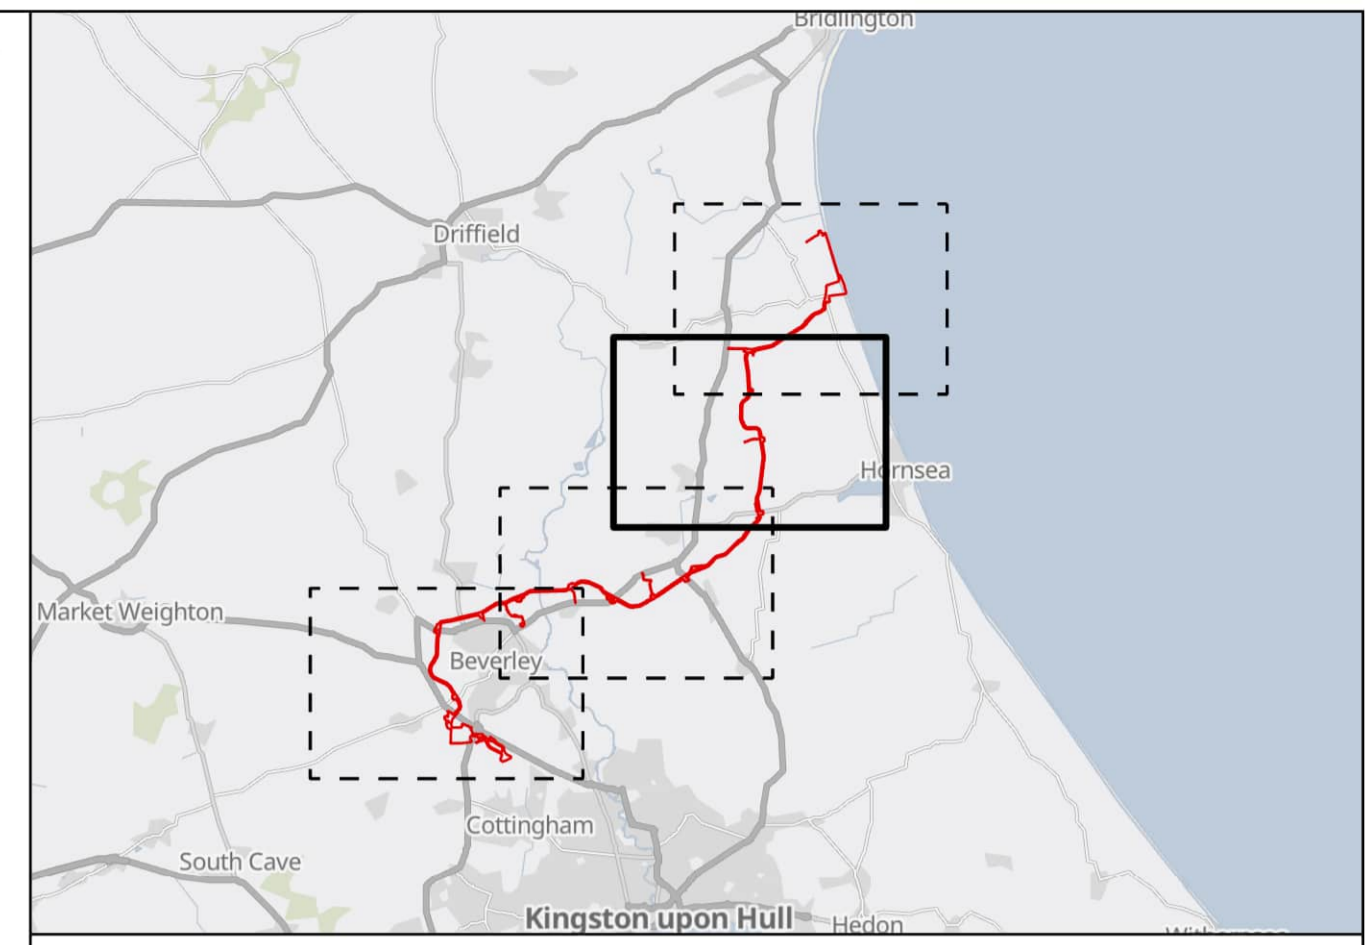 Bridlington
Driffield
Hornsea
Market Weighton
Beverley
Cottingham
South Cave
Kingston upon Hull
Hedon